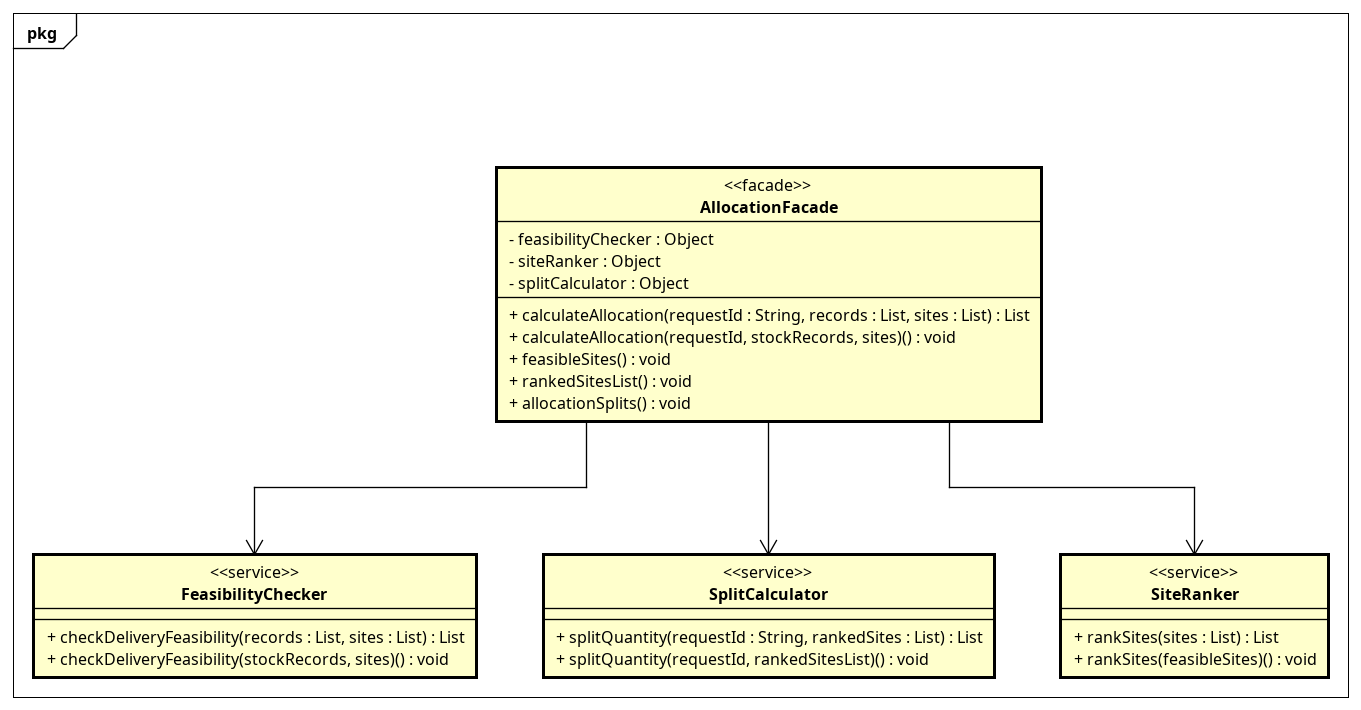 pkg
<<facade>>
AllocationFacade
- feasibilityChecker : Object
- siteRanker : Object
- splitCalculator : Object
+ calculateAllocation(requestId : String, records : List, sites : List) : List
+ calculateAllocation(requestId, stockRecords, sites)() : void
+ feasibleSites() : void
+ rankedSitesList() : void
+ allocationSplits() : void
<<service>>
FeasibilityChecker
+ checkDeliveryFeasibility(records : List, sites : List) : List
+ checkDeliveryFeasibility(stockRecords, sites)() : void
<<service>>
SplitCalculator
+ splitQuantity(requestId : String, rankedSites : List) : List
+ splitQuantity(requestId, rankedSitesList)() : void
<<service>>
SiteRanker
+ rankSites(sites : List) : List
+ rankSites(feasibleSites)() : void